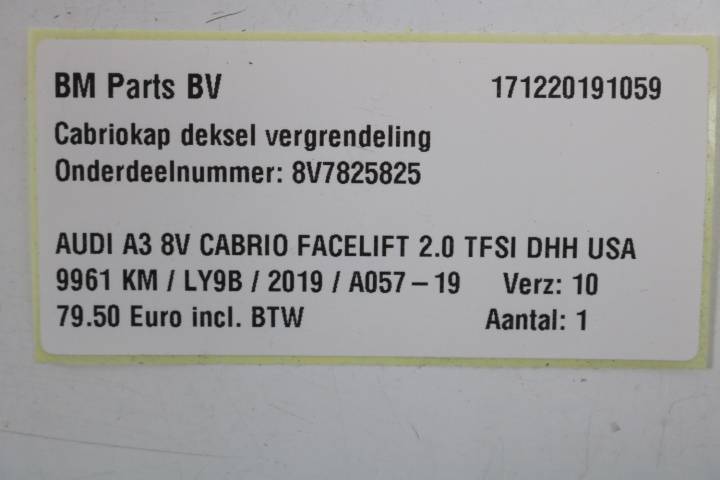 BM Parts BV 171220191059
Cabriokap deksel vergrendeling
Onderdeelnummer: 8V7825825
AUDI A3 8V CABRIO FACELIFT 2.0 TFSI DHH USA
9961 KM / LY9B / 2019 / A057 – 19 Verz: 10
79.50 Euro incl. BTW Aantal: 1